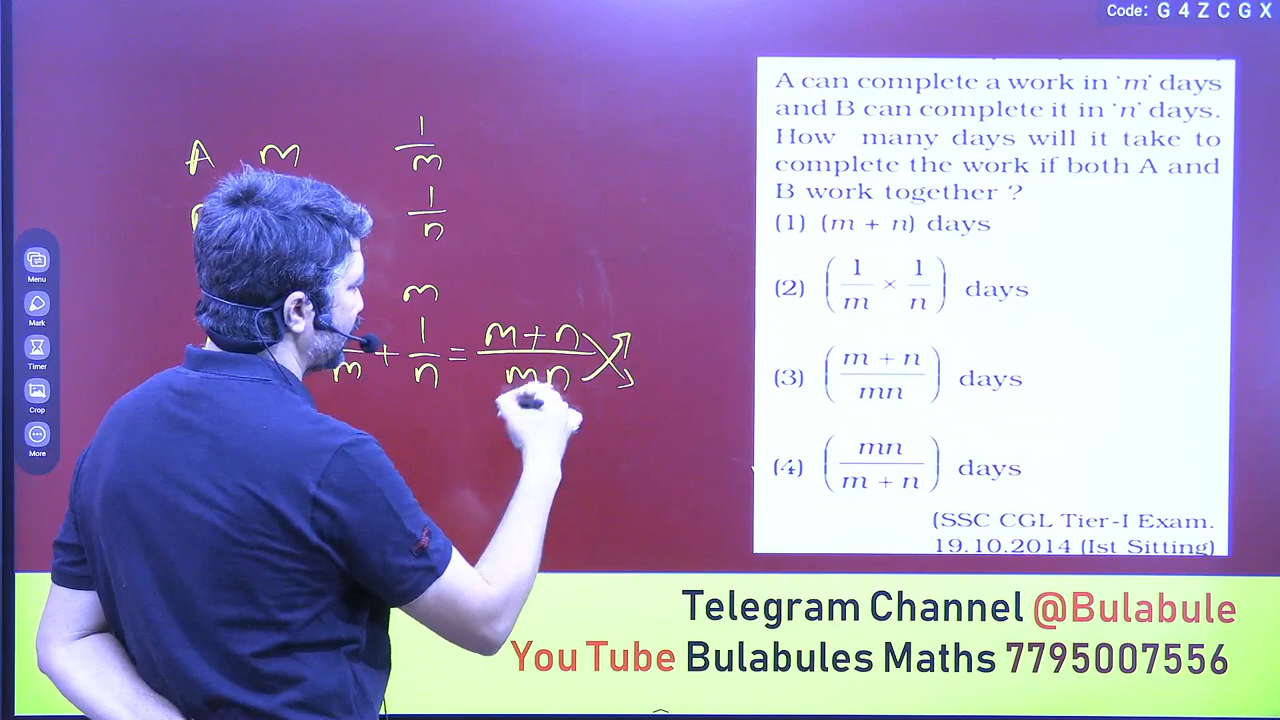 Code: G 4 Z C G X
A can complete a work in 'm' days
and B can complete it in 'n' days.
How many days will it take to
complete the work if both A and
B work together ?
(1) (m + n) days
(2) (1/m × 1/n) days
(3) (m + n/mn) days
(4) (mn/m + n) days
(SSC CGL Tier-I Exam.
19.10.2014 (Ist Sitting)
A m 1/m
1/n
m
m + 1/n = m+n/mn
Menu
Mark
Timer
Crop
More
Telegram Channel @Bulabule
You Tube Bulabules Maths 7795007556